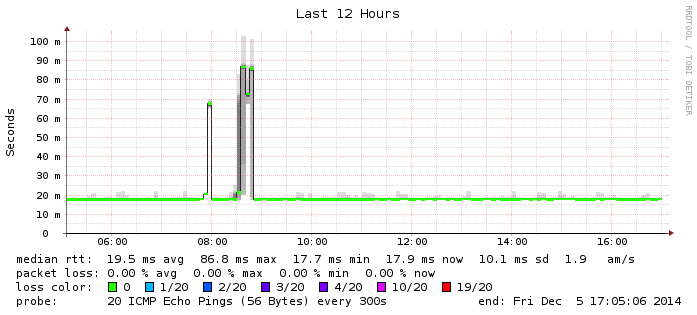 Last 12 Hours
RRDTOOL / TOBI OETIKER
Seconds
100 m
90 m
80 m
70 m
60 m
50 m
40 m
30 m
20 m
10 m
0
06:00 08:00 10:00 12:00 14:00 16:00
median rtt: 19.5 ms avg 86.8 ms max 17.7 ms min 17.9 ms now 10.1 ms sd 1.9 am/s
packet loss: 0.00 % avg 0.00 % max 0.00 % min 0.00 % now
loss color: 0 1/20 2/20 3/20 4/20 10/20 19/20
probe: 20 ICMP Echo Pings (56 Bytes) every 300s end: Fri Dec 5 17:05:06 2014